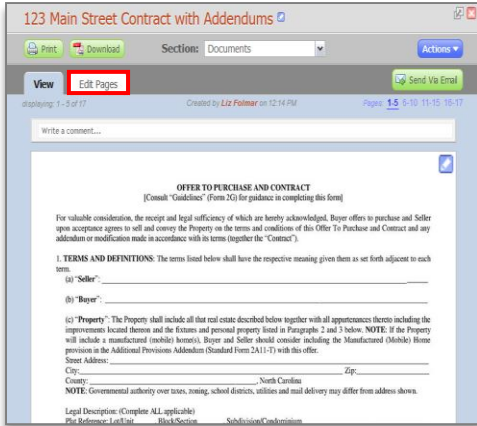 123 Main Street Contract with Addendums
Print Download Section: Documents Actions
View Edit Pages Send Via Email
displaying: 1 - 5 of 17 Created by Liz Folmar on 12:14 PM Pages: 1-5 6-10 11-15 16-17
Write a comment...
OFFER TO PURCHASE AND CONTRACT
[Consult "Guidelines" (Form 2G) for guidance in completing this form]
For valuable consideration, the receipt and legal sufficiency of which are hereby acknowledged, Buyer offers to purchase and Seller
upon acceptance agrees to sell and convey the Property on the terms and conditions of this Offer To Purchase and Contract and any
addendum or modification made in accordance with its terms (together the "Contract").
1. TERMS AND DEFINITIONS: The terms listed below shall have the respective meaning given them as set forth adjacent to each
term.
(a) "Seller":
(b) "Buyer":
(c) "Property": The Property shall include all that real estate described below together with all appurtenances thereto including the
improvements located thereon and the fixtures and personal property listed in Paragraphs 2 and 3 below. NOTE: If the Property
will include a manufactured (mobile) home(s), Buyer and Seller should consider including the Manufactured (Mobile) Home
provision in the Additional Provisions Addendum (Standard Form 2A11-T) with this offer.
Street Address:
City: Zip:
County: , North Carolina
NOTE: Governmental authority over taxes, zoning, school districts, utilities and mail delivery may differ from address shown.
Legal Description: (Complete ALL applicable)
Plat Reference: Lot/Unit Block/Section Subdivision/Condominium